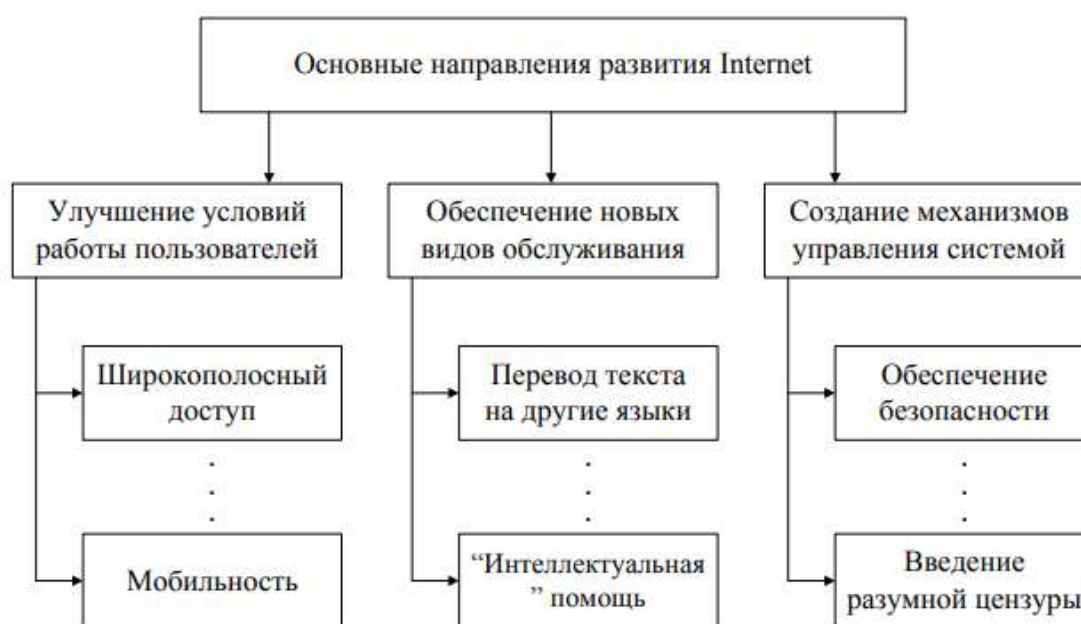 Основные направления развития Internet
Улучшение условий
работы пользователей
Обеспечение новых
видов обслуживания
Создание механизмов
управления системой
Широкополосный
доступ
Перевод текста
на другие языки
Обеспечение
безопасности
Мобильность
“Интеллектуальная
” помощь
Введение
разумной цензуры